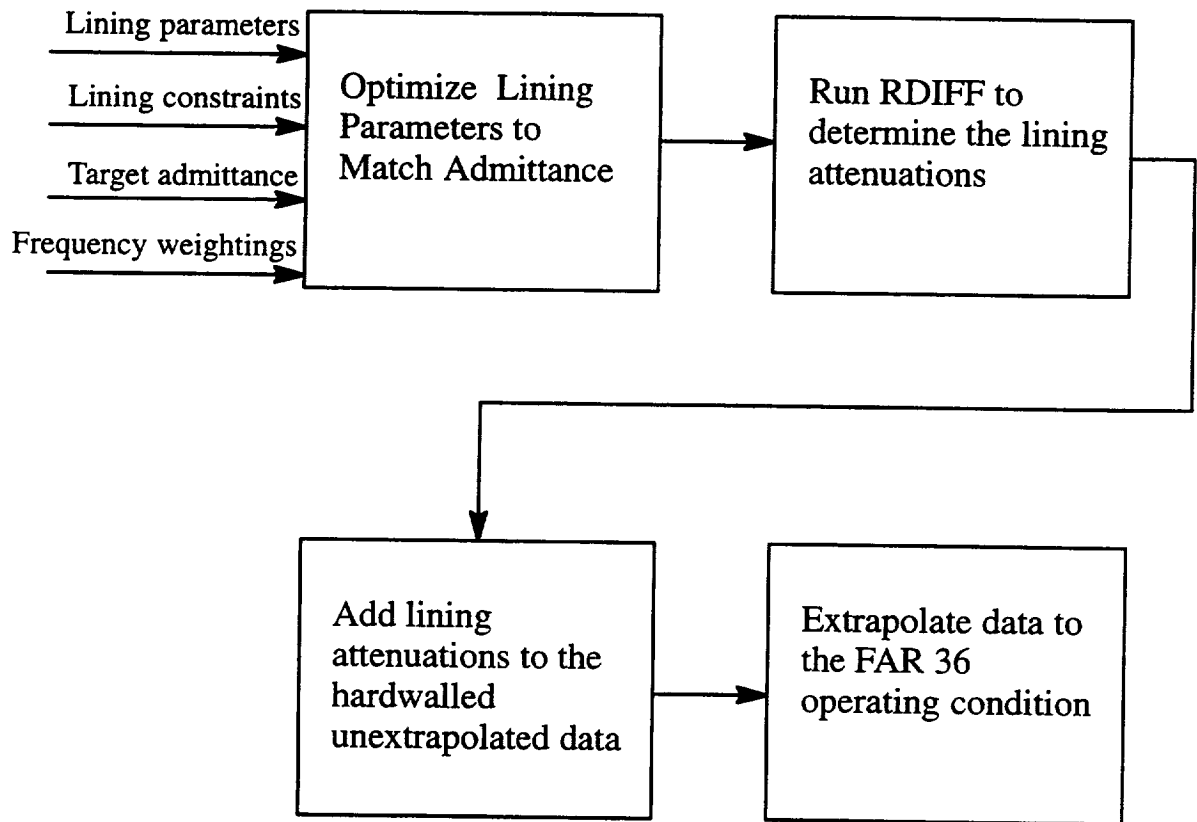 Lining parameters
Lining constraints
Target admittance
Frequency weightings
Optimize Lining
Parameters to
Match Admittance
Run RDIFF to
determine the lining
attenuations
Add lining
attenuations to the
hardwalled
unextrapolated data
Extrapolate data to
the FAR 36
operating condition